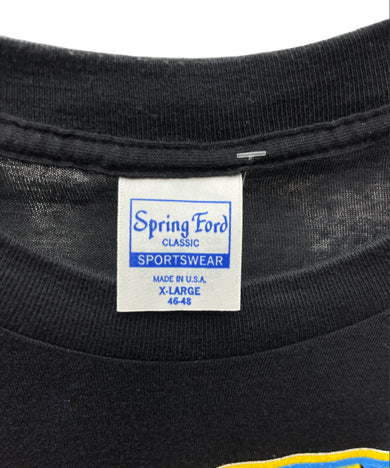 Spring Ford
CLASSIC
SPORTSWEAR
MADE IN U.S.A.
X-LARGE
46-48